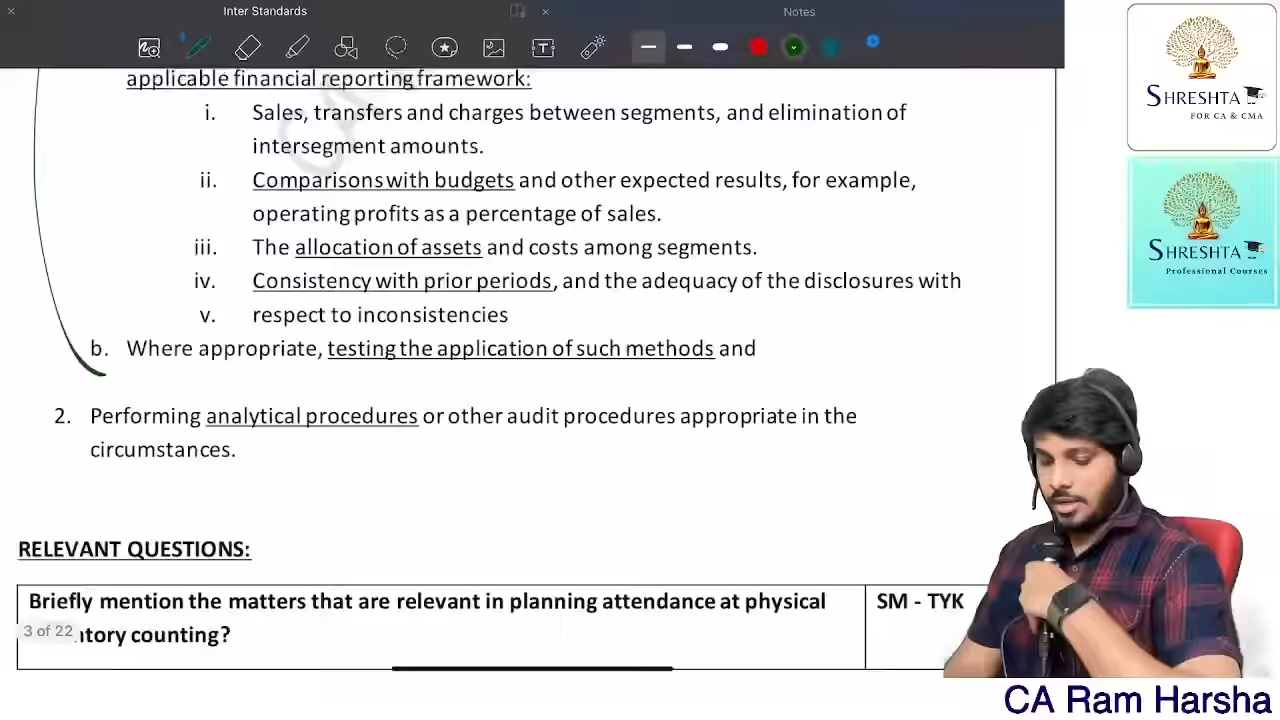 Inter Standards
Notes
applicable financial reporting framework:
i. Sales, transfers and charges between segments, and elimination of
intersegment amounts.
ii. Comparisons with budgets and other expected results, for example,
operating profits as a percentage of sales.
iii. The allocation of assets and costs among segments.
iv. Consistency with prior periods, and the adequacy of the disclosures with
v. respect to inconsistencies
b. Where appropriate, testing the application of such methods and
2. Performing analytical procedures or other audit procedures appropriate in the
circumstances.
RELEVANT QUESTIONS:
Briefly mention the matters that are relevant in planning attendance at physical
SM - TYK
3 of 22
tory counting?
SHRESHTA
FOR CA & CMA
SHRESHTA
Professional Courses
CA Ram Harsha